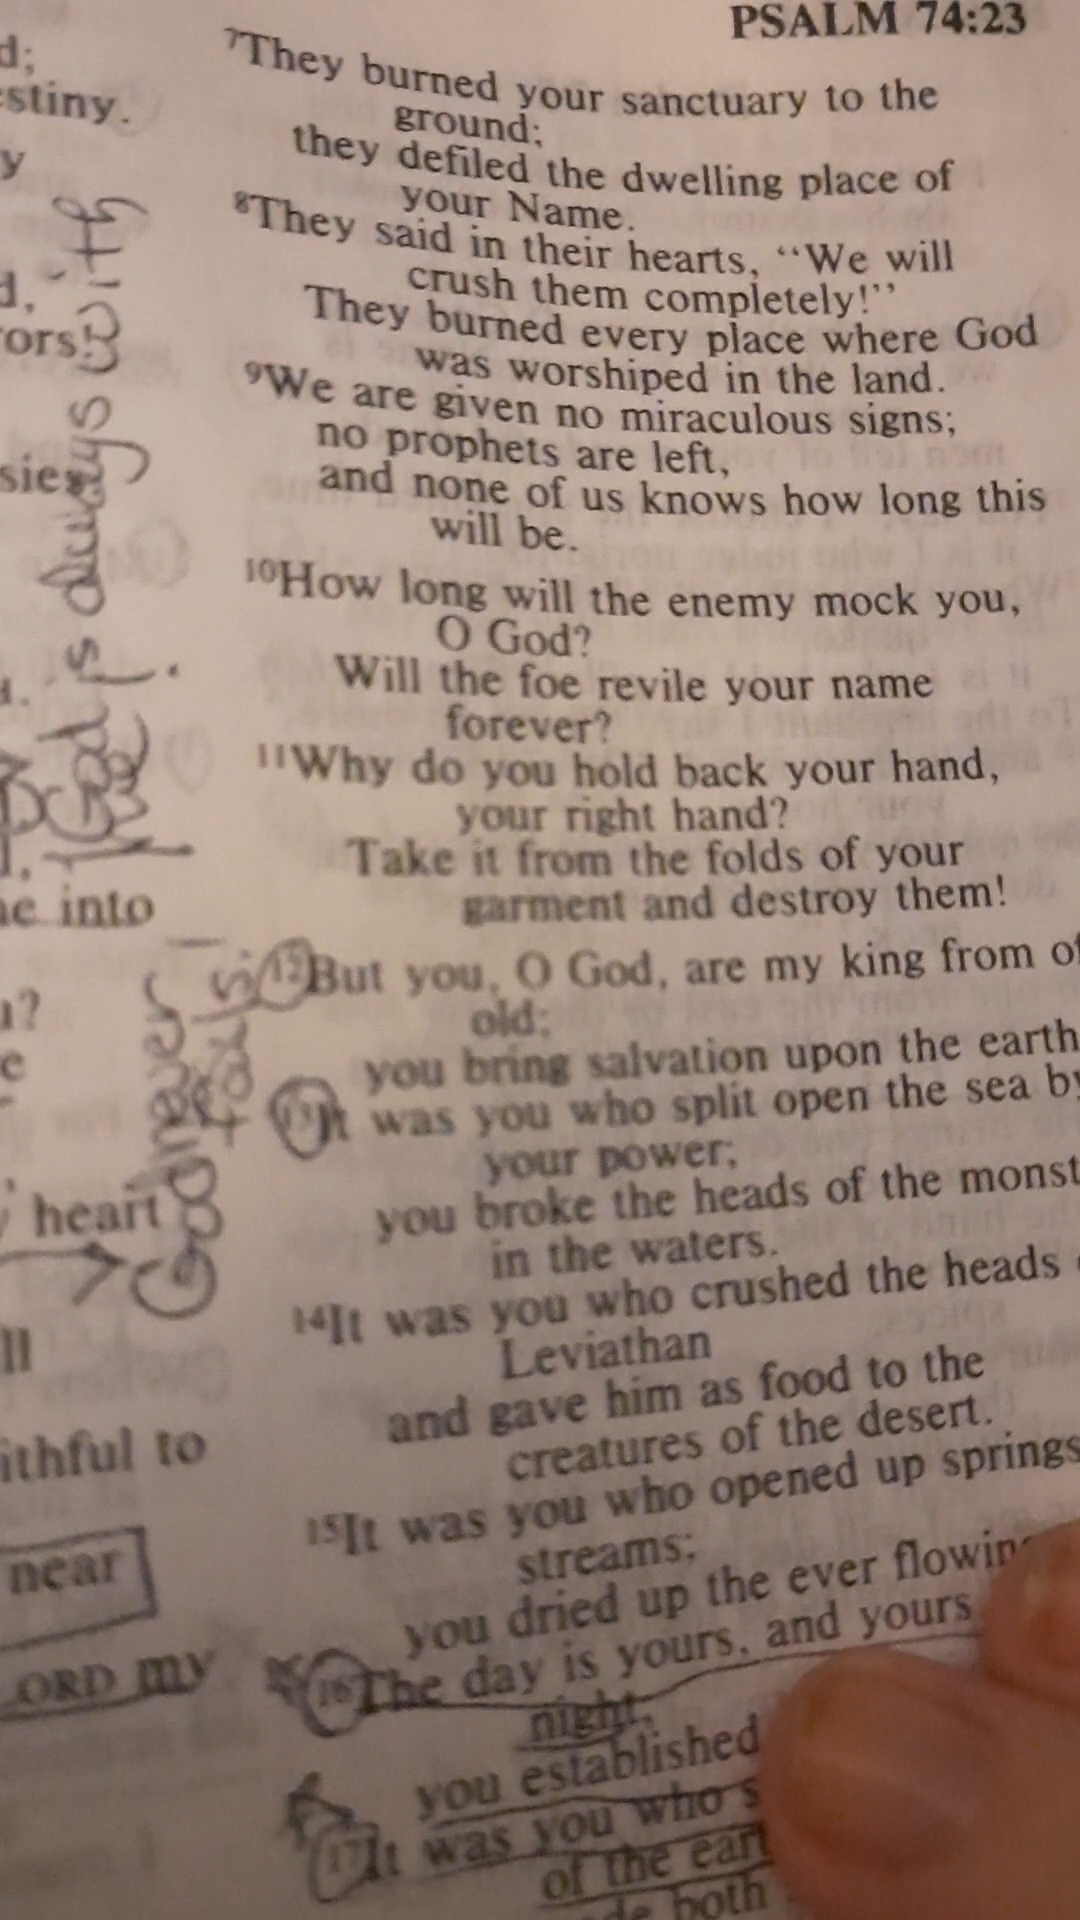 PSALM 74:23
d;
stiny.
y
d,
ors.
d.
ne into
u?
e
heart
ll
ithful to
near
LORD my
God is always with me.
God never fails!
7They burned your sanctuary to the
ground;
they defiled the dwelling place of
your Name.
8They said in their hearts, “We will
crush them completely!”
They burned every place where God
was worshiped in the land.
9We are given no miraculous signs;
no prophets are left,
and none of us knows how long this
will be.
10How long will the enemy mock you,
O God?
Will the foe revile your name
forever?
11Why do you hold back your hand,
your right hand?
Take it from the folds of your
garment and destroy them!
12But you, O God, are my king from of
old;
you bring salvation upon the earth
13It was you who split open the sea by
your power;
you broke the heads of the monst
in the waters.
14It was you who crushed the heads
Leviathan
and gave him as food to the
creatures of the desert.
15It was you who opened up springs
streams;
you dried up the ever flowing
16The day is yours, and yours
night,
you established
17It was you who s
of the eart
both